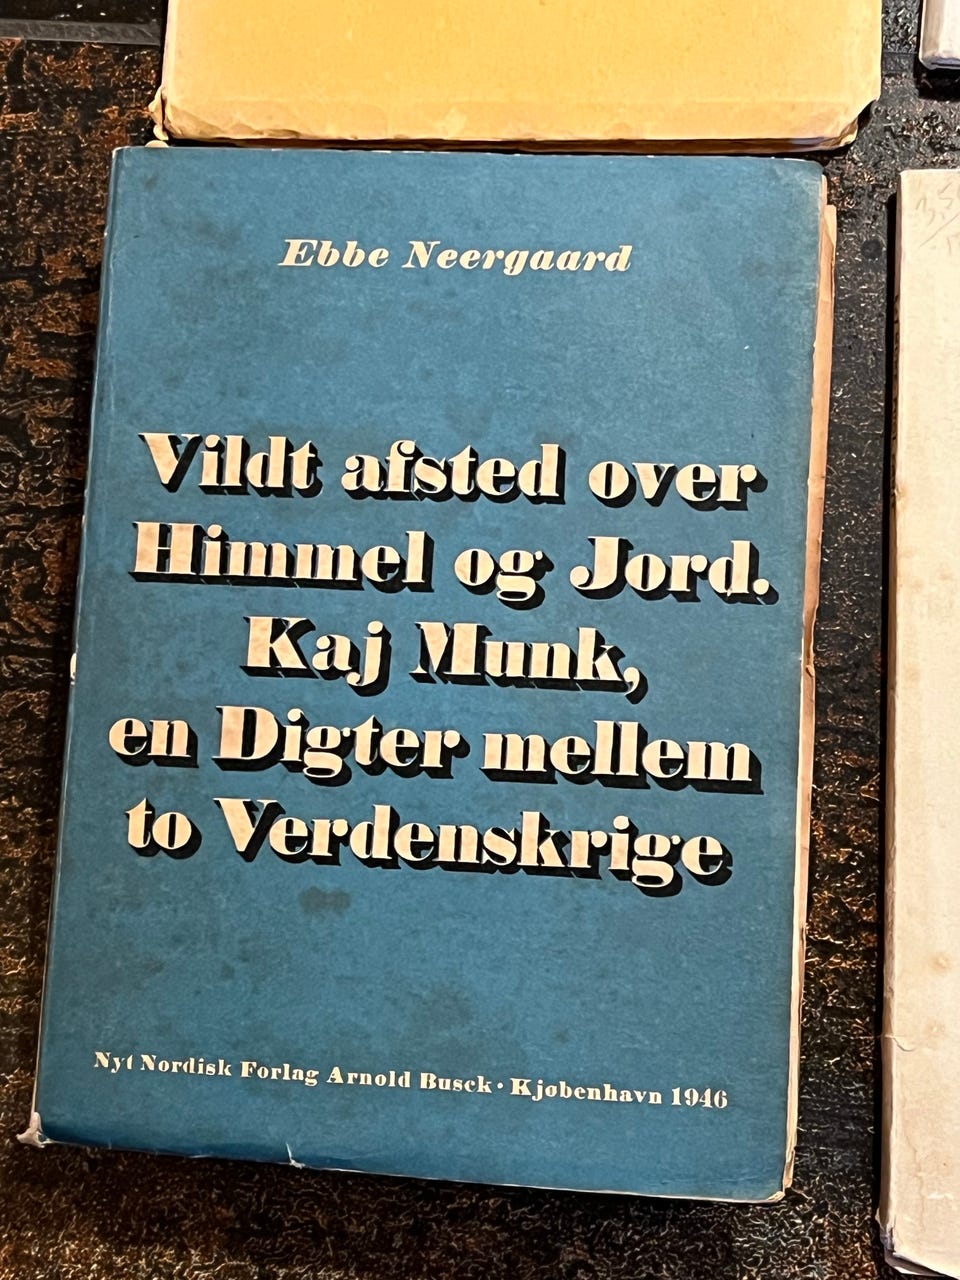 Ebbe Neergaard
Vildt afsted over
Himmel og Jord.
Kaj Munk,
en Digter mellem
to Verdenskrige
Nyt Nordisk Forlag Arnold Busck • Kjøbenhavn 1946